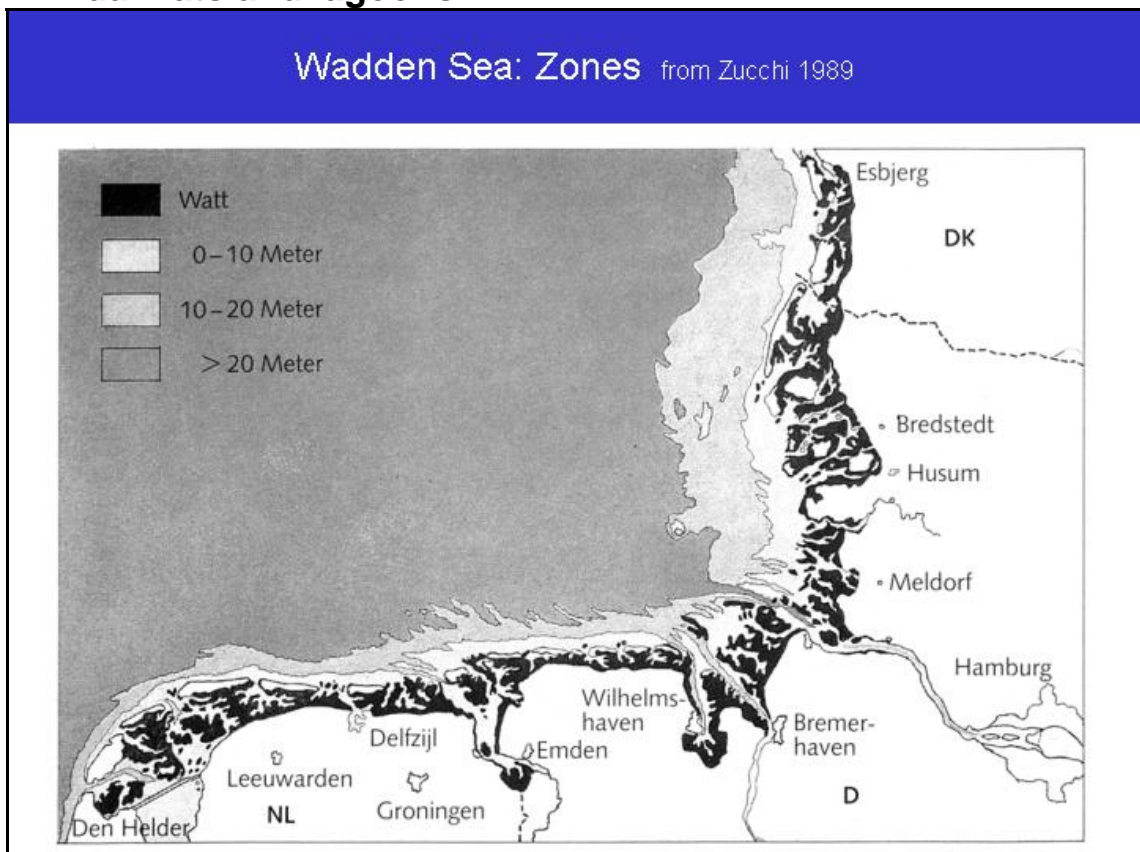 Wadden Sea: Zones from Zucchi 1989
Watt
0–10 Meter
10–20 Meter
> 20 Meter
Esbjerg
DK
Bredstedt
Husum
Meldorf
Hamburg
Wilhelms-
haven
Bremer-
haven
Delfzijl
Emden
Leeuwarden
Groningen
D
NL
Den Helder